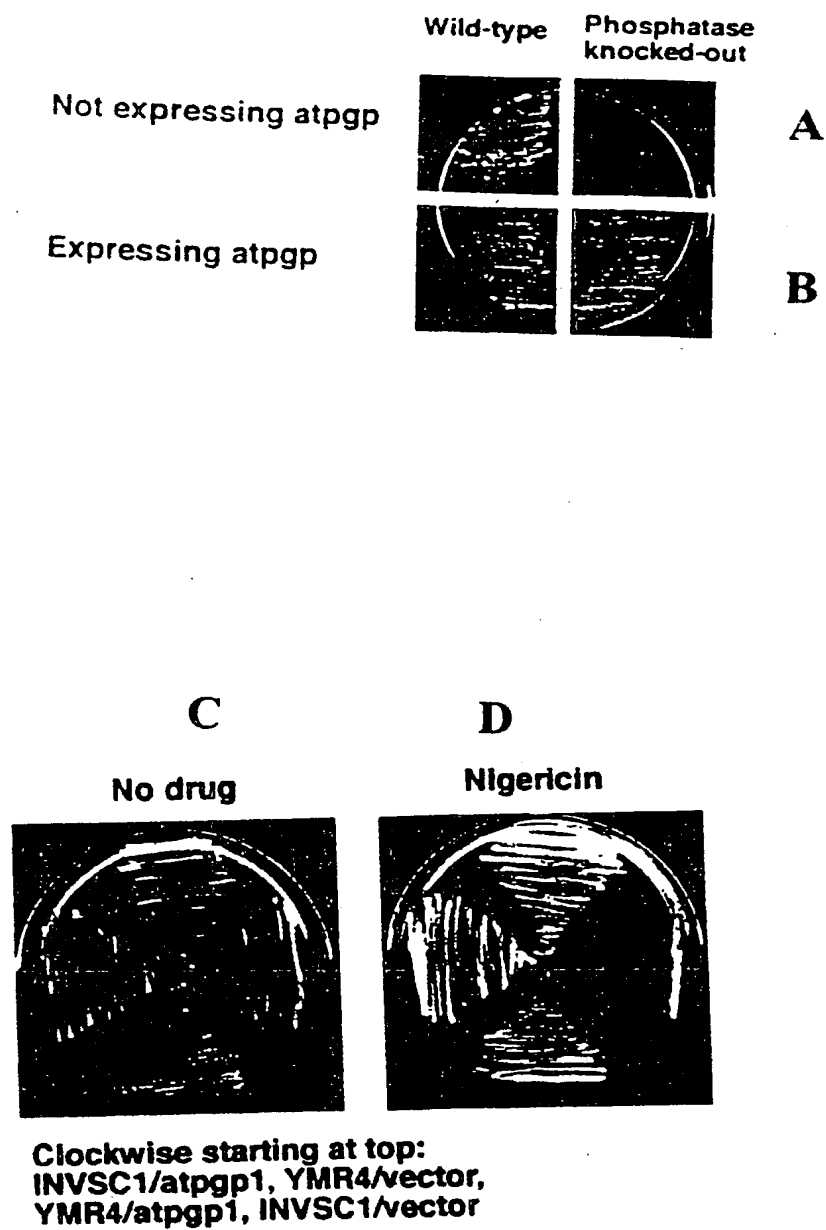 Wild-type
Phosphatase
knocked-out
Not expressing atpgp
A
Expressing atpgp
B
C
D
No drug
Nigericin
Clockwise starting at top:
INVSC1/atpgp1, YMR4/vector,
YMR4/atpgp1, INVSC1/vector